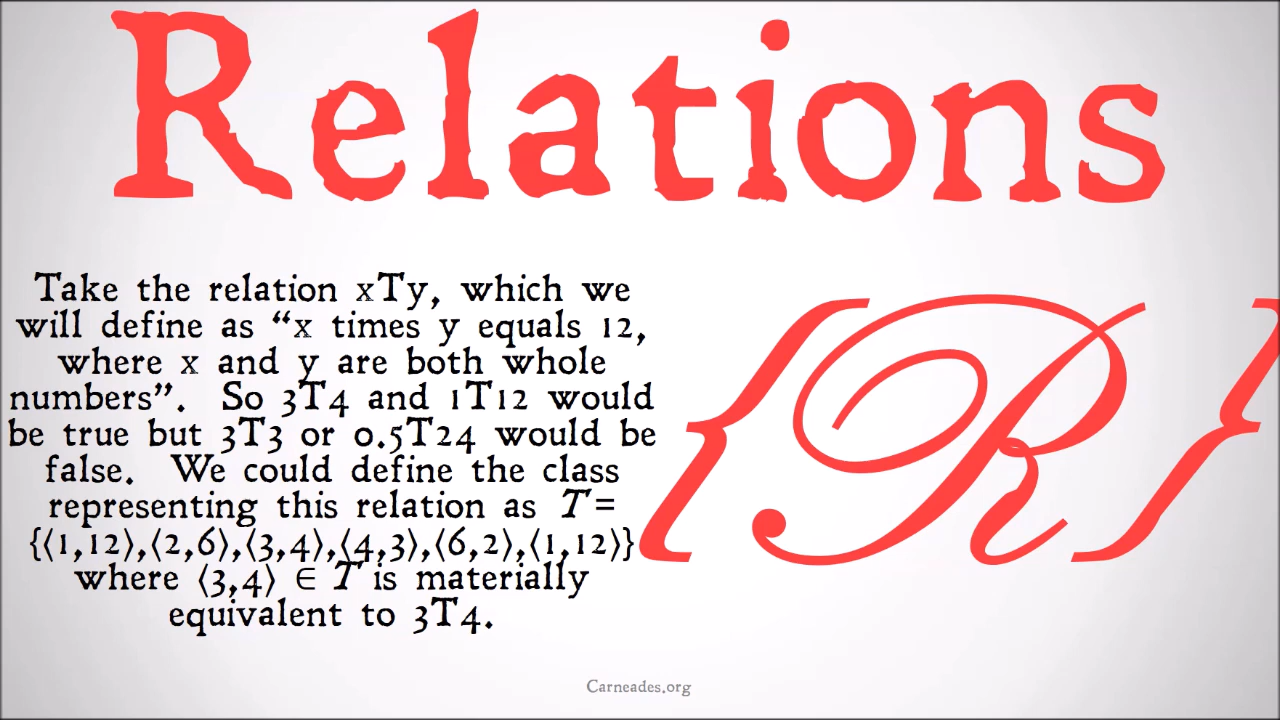 Relations
Take the relation xTy, which we
will define as “x times y equals 12,
where x and y are both whole
numbers”. So 3T4 and 1T12 would
be true but 3T3 or 0.5T24 would be
false. We could define the class
representing this relation as T=
{⟨1,12⟩,⟨2,6⟩,⟨3,4⟩,⟨4,3⟩,⟨6,2⟩,⟨1,12⟩}
where ⟨3,4⟩ ∈ T is materially
equivalent to 3T4.
{R}
Carneades.org